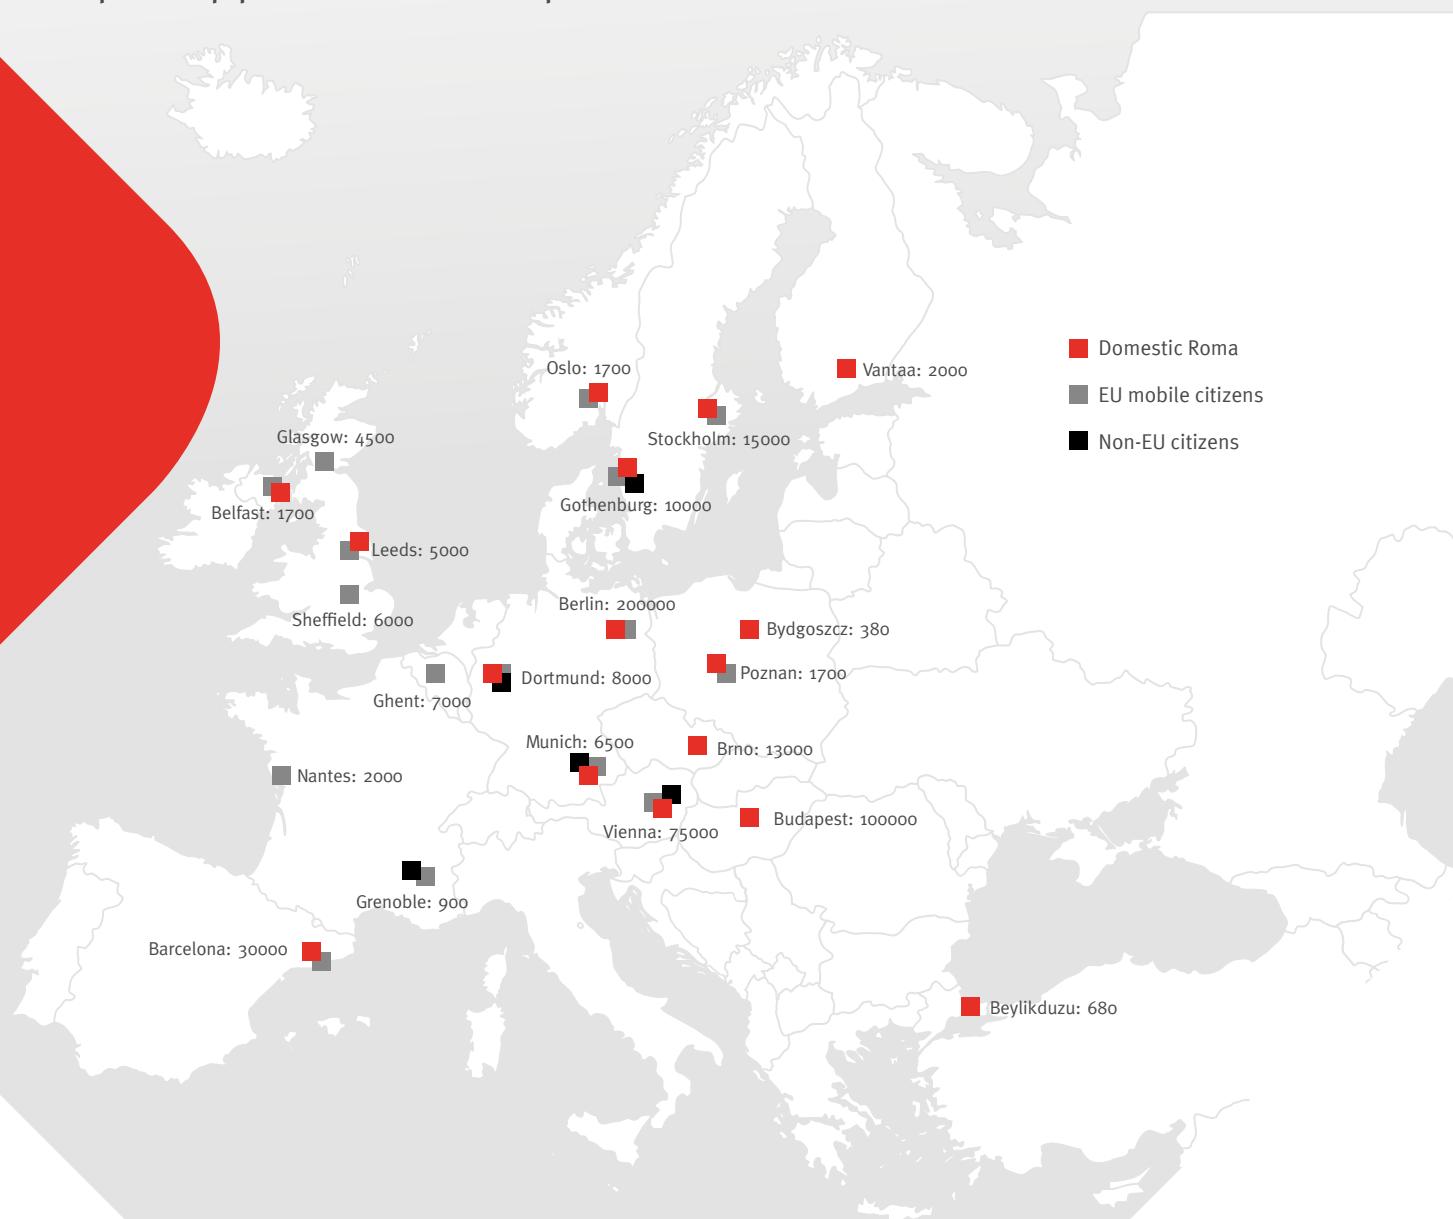 Oslo: 1700
Vantaa: 2000
Domestic Roma
EU mobile citizens
Non-EU citizens
Glasgow: 4500
Stockholm: 15000
Belfast: 1700
Gothenburg: 10000
Leeds: 5000
Sheffield: 6000
Berlin: 200000
Bydgoszcz: 380
Poznan: 1700
Dortmund: 8000
Ghent: 7000
Munich: 6500
Brno: 13000
Nantes: 2000
Vienna: 75000
Budapest: 100000
Grenoble: 900
Barcelona: 30000
Beylikduzu: 680